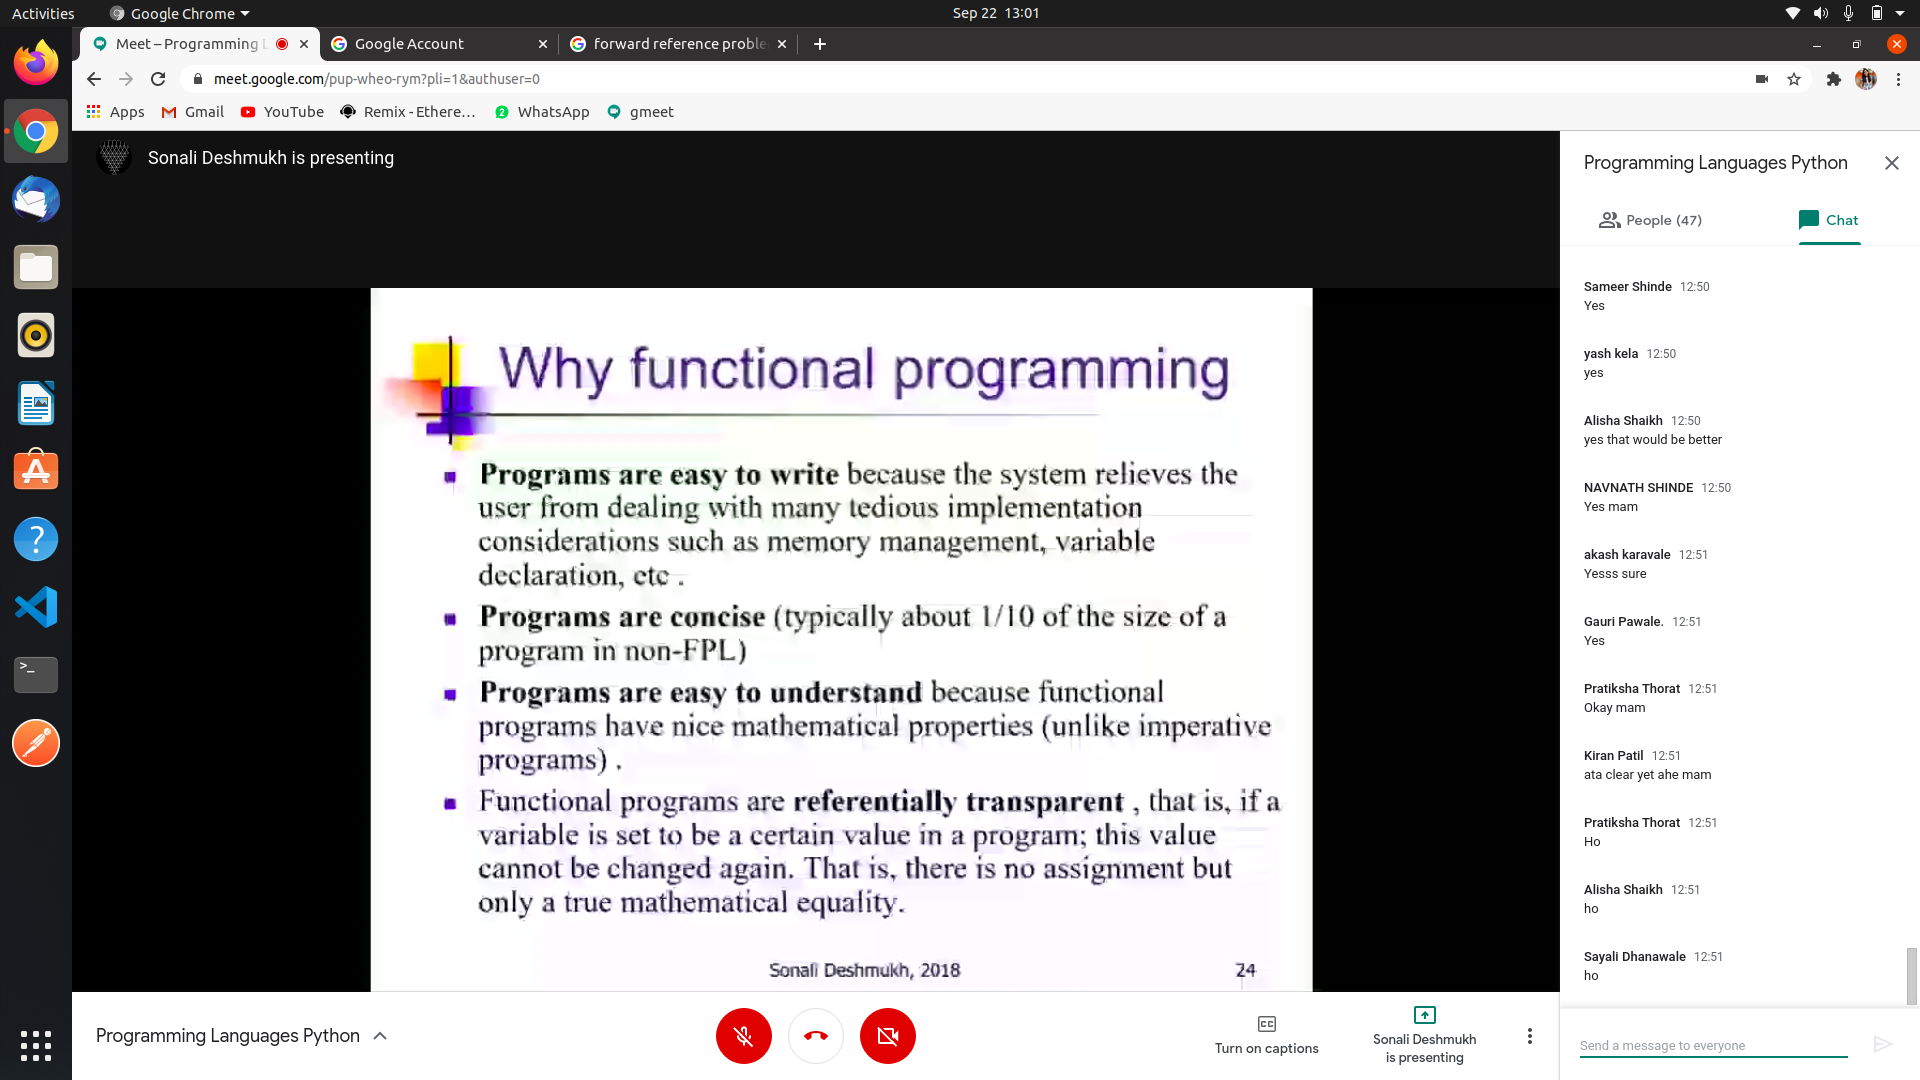 Activities
Google Chrome
Sep 22 13:01
Meet – Programming L
Google Account
forward reference proble
meet.google.com/pup-wheo-rym?pli=1&authuser=0
Apps
Gmail
YouTube
Remix - Ethere...
WhatsApp
gmeet
Sonali Deshmukh is presenting
Why functional programming
Programs are easy to write because the system relieves the
user from dealing with many tedious implementation
considerations such as memory management, variable
declaration, etc .
Programs are concise (typically about 1/10 of the size of a
program in non-FPL)
Programs are easy to understand because functional
programs have nice mathematical properties (unlike imperative
programs) .
Functional programs are referentially transparent , that is, if a
variable is set to be a certain value in a program; this value
cannot be changed again. That is, there is no assignment but
only a true mathematical equality.
Sonali Deshmukh, 2018
24
Programming Languages Python
People (47)
Chat
Sameer Shinde 12:50
Yes
yash kela 12:50
yes
Alisha Shaikh 12:50
yes that would be better
NAVNATH SHINDE 12:50
Yes mam
akash karavale 12:51
Yesss sure
Gauri Pawale. 12:51
Yes
Pratiksha Thorat 12:51
Okay mam
Kiran Patil 12:51
ata clear yet ahe mam
Pratiksha Thorat 12:51
Ho
Alisha Shaikh 12:51
ho
Sayali Dhanawale 12:51
ho
Send a message to everyone
Programming Languages Python
Turn on captions
Sonali Deshmukh
is presenting